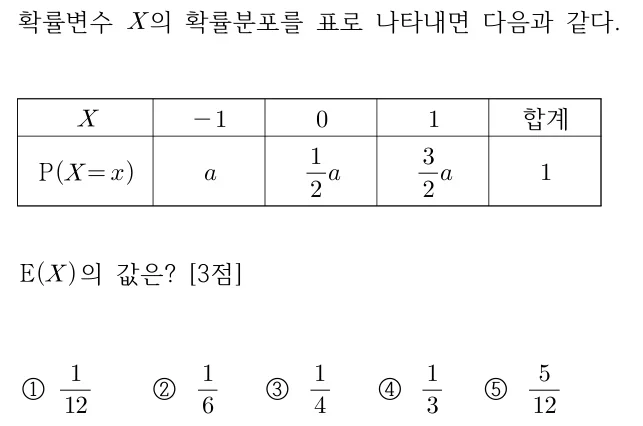 확률변수 X의 확률분포를 표로 나타내면 다음과 같다.
X -1 0 1 합계
P(X=x) a 1/2 a 3/2 a 1
E(X)의 값은? [3점]
① 1/12 ② 1/6 ③ 1/4 ④ 1/3 ⑤ 5/12